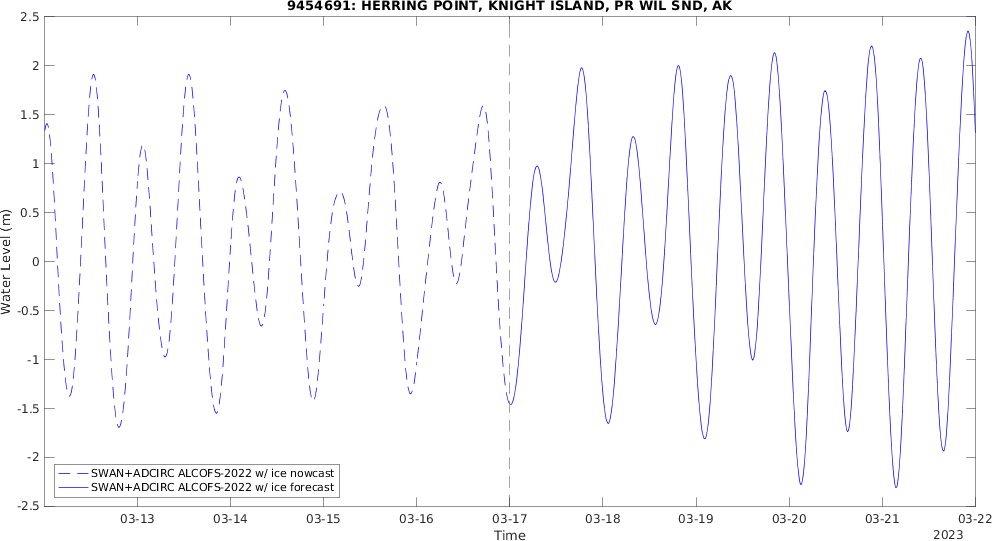 9454691: HERRING POINT, KNIGHT ISLAND, PR WIL SND, AK
2.5
2
1.5
1
0.5
0
-0.5
-1
-1.5
-2
-2.5
Water Level (m)
SWAN+ADCIRC ALCOFS-2022 w/ ice nowcast
SWAN+ADCIRC ALCOFS-2022 w/ ice forecast
03-13 03-14 03-15 03-16 03-17 03-18 03-19 03-20 03-21 03-22
Time
2023